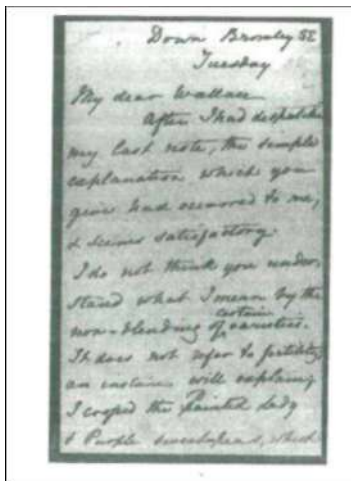 Down Bromley SE
Tuesday
My dear Wallace
After I had despatched
my last note, the simple
explanation which you
give had occurred to me,
& seems satisfactory.
I do not think you under-
stand what I mean by the
certain
non-blending of varieties.
It does not refer to fertility;
an instance will explain;
I crossed the Painted Lady
& Purple sweetpeas, which